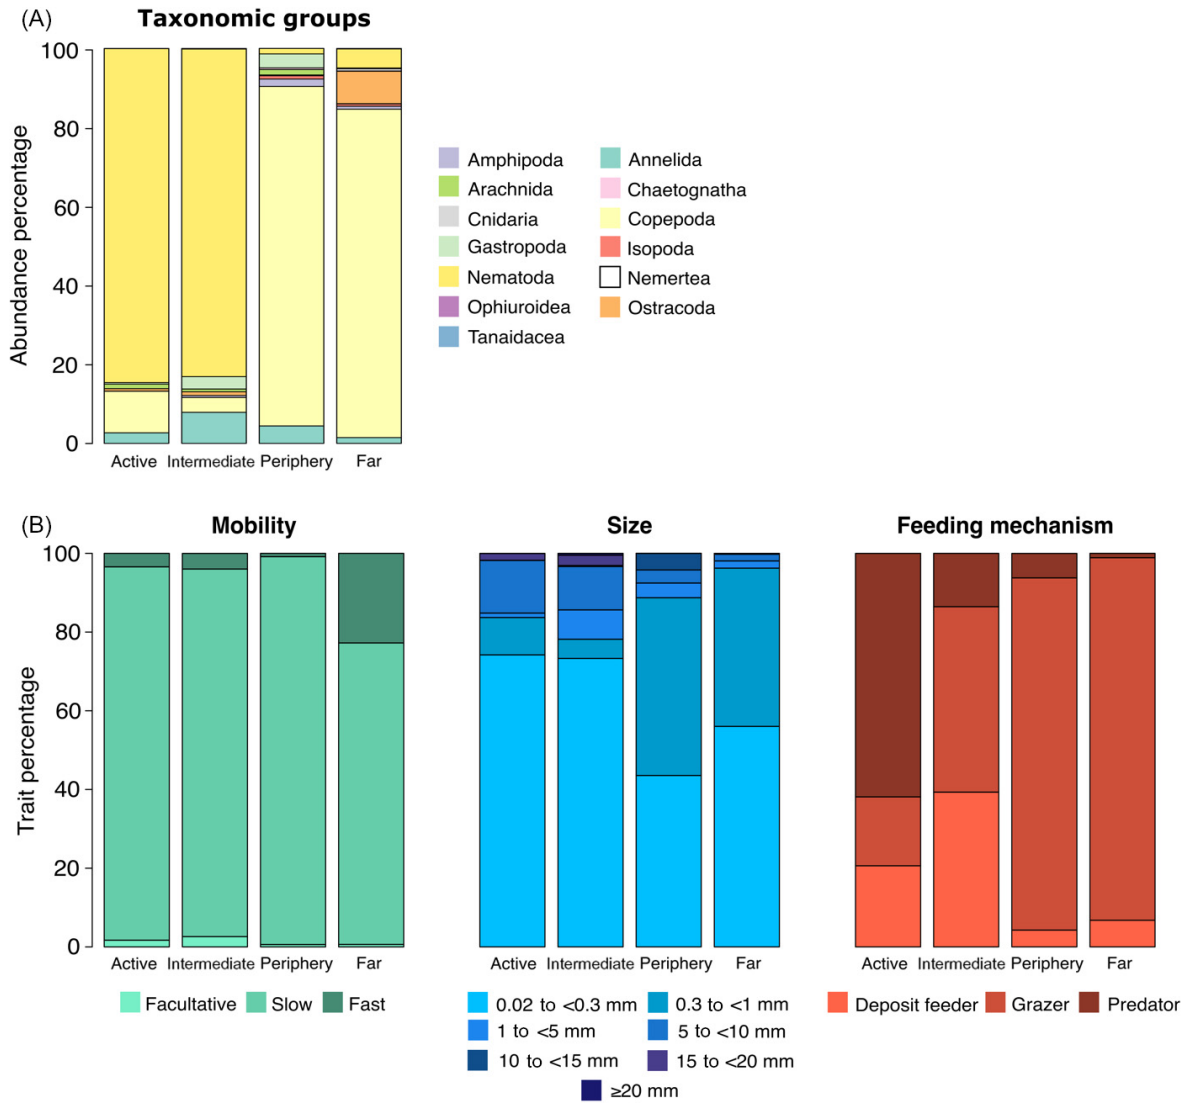 (A)
Taxonomic groups
Abundance percentage
100
80
60
40
20
0
Active Intermediate Periphery Far
Amphipoda Annelida
Arachnida Chaetognatha
Cnidaria Copepoda
Gastropoda Isopoda
Nematoda Nemertea
Ophiuroidea Ostracoda
Tanaidacea
(B)
Mobility Size Feeding mechanism
Trait percentage
100
80
60
40
20
0
Active Intermediate Periphery Far Active Intermediate Periphery Far Active Intermediate Periphery Far
Facultative Slow Fast
0.02 to <0.3 mm 0.3 to <1 mm
1 to <5 mm 5 to <10 mm
10 to <15 mm 15 to <20 mm
≥20 mm
Deposit feeder Grazer Predator